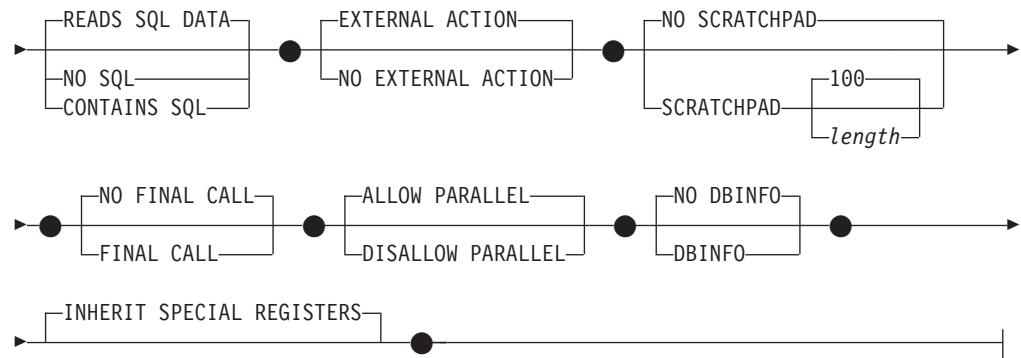 READS SQL DATA EXTERNAL ACTION NO SCRATCHPAD
NO SQL NO EXTERNAL ACTION 100
CONTAINS SQL SCRATCHPAD
length
NO FINAL CALL ALLOW PARALLEL NO DBINFO
FINAL CALL DISALLOW PARALLEL DBINFO
INHERIT SPECIAL REGISTERS